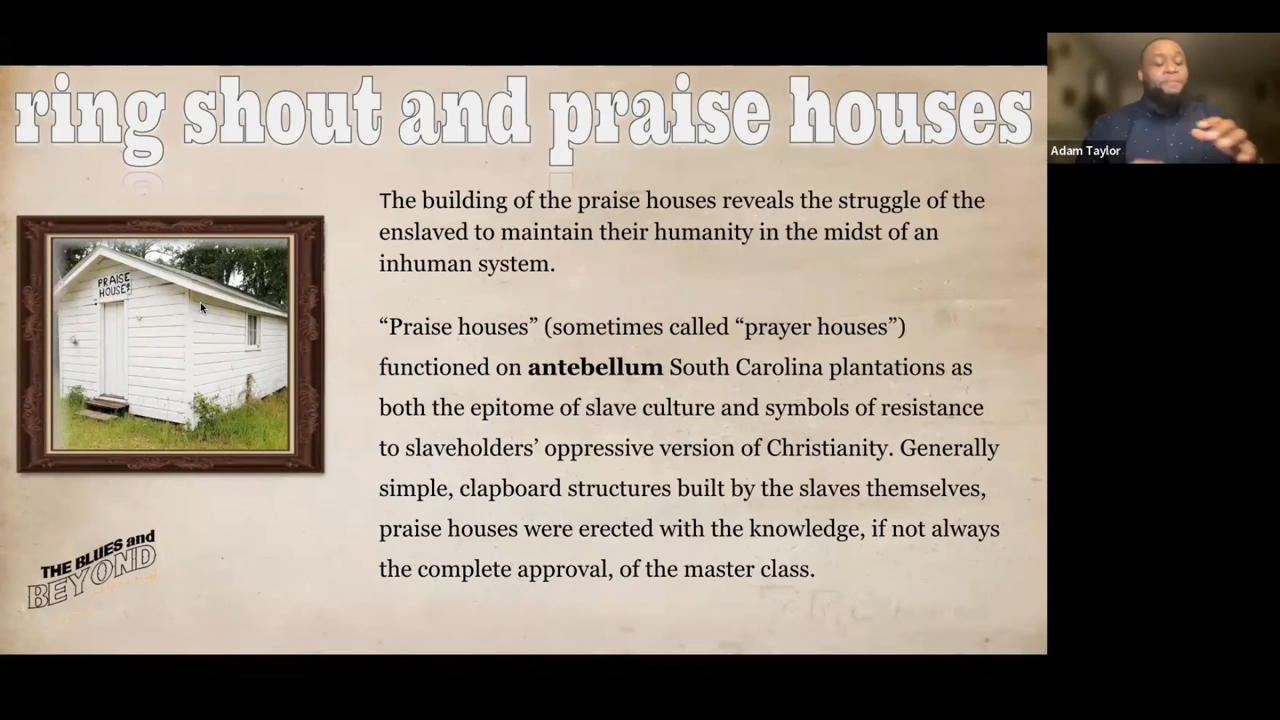 ring shout and praise houses
Adam Taylor
The building of the praise houses reveals the struggle of the
enslaved to maintain their humanity in the midst of an
inhuman system.
PRAISE
HOUSE
“Praise houses” (sometimes called “prayer houses”)
functioned on antebellum South Carolina plantations as
both the epitome of slave culture and symbols of resistance
to slaveholders’ oppressive version of Christianity. Generally
simple, clapboard structures built by the slaves themselves,
praise houses were erected with the knowledge, if not always
the complete approval, of the master class.
THE BLUES and
BEYOND